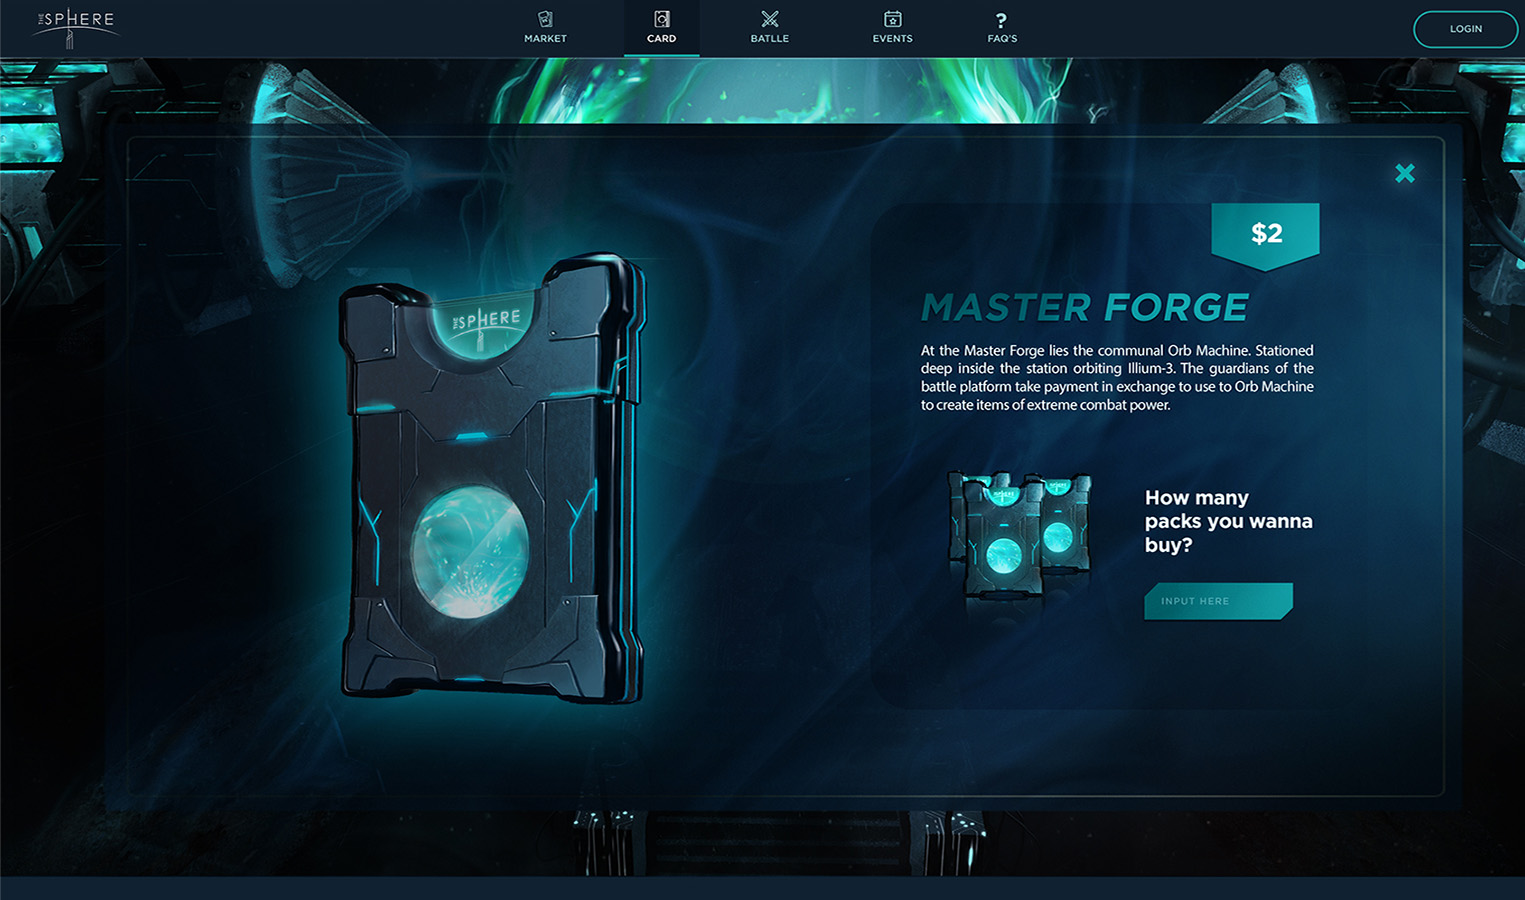 THE SPHERE
MARKET
CARD
BATLLE
EVENTS
?
FAQ'S
LOGIN
$2
THE SPHERE
MASTER FORGE
At the Master Forge lies the communal Orb Machine. Stationed
deep inside the station orbiting Illium-3. The guardians of the
battle platform take payment in exchange to use to Orb Machine
to create items of extreme combat power.
How many
packs you wanna
buy?
INPUT HERE